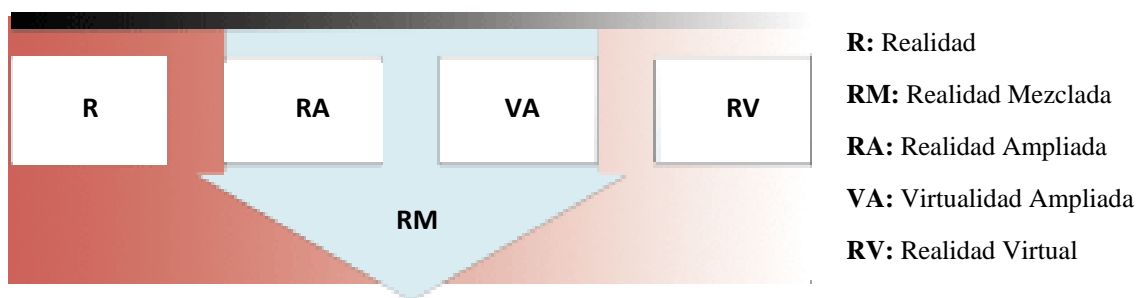 R RA VA RV
RM
R: Realidad
RM: Realidad Mezclada
RA: Realidad Ampliada
VA: Virtualidad Ampliada
RV: Realidad Virtual